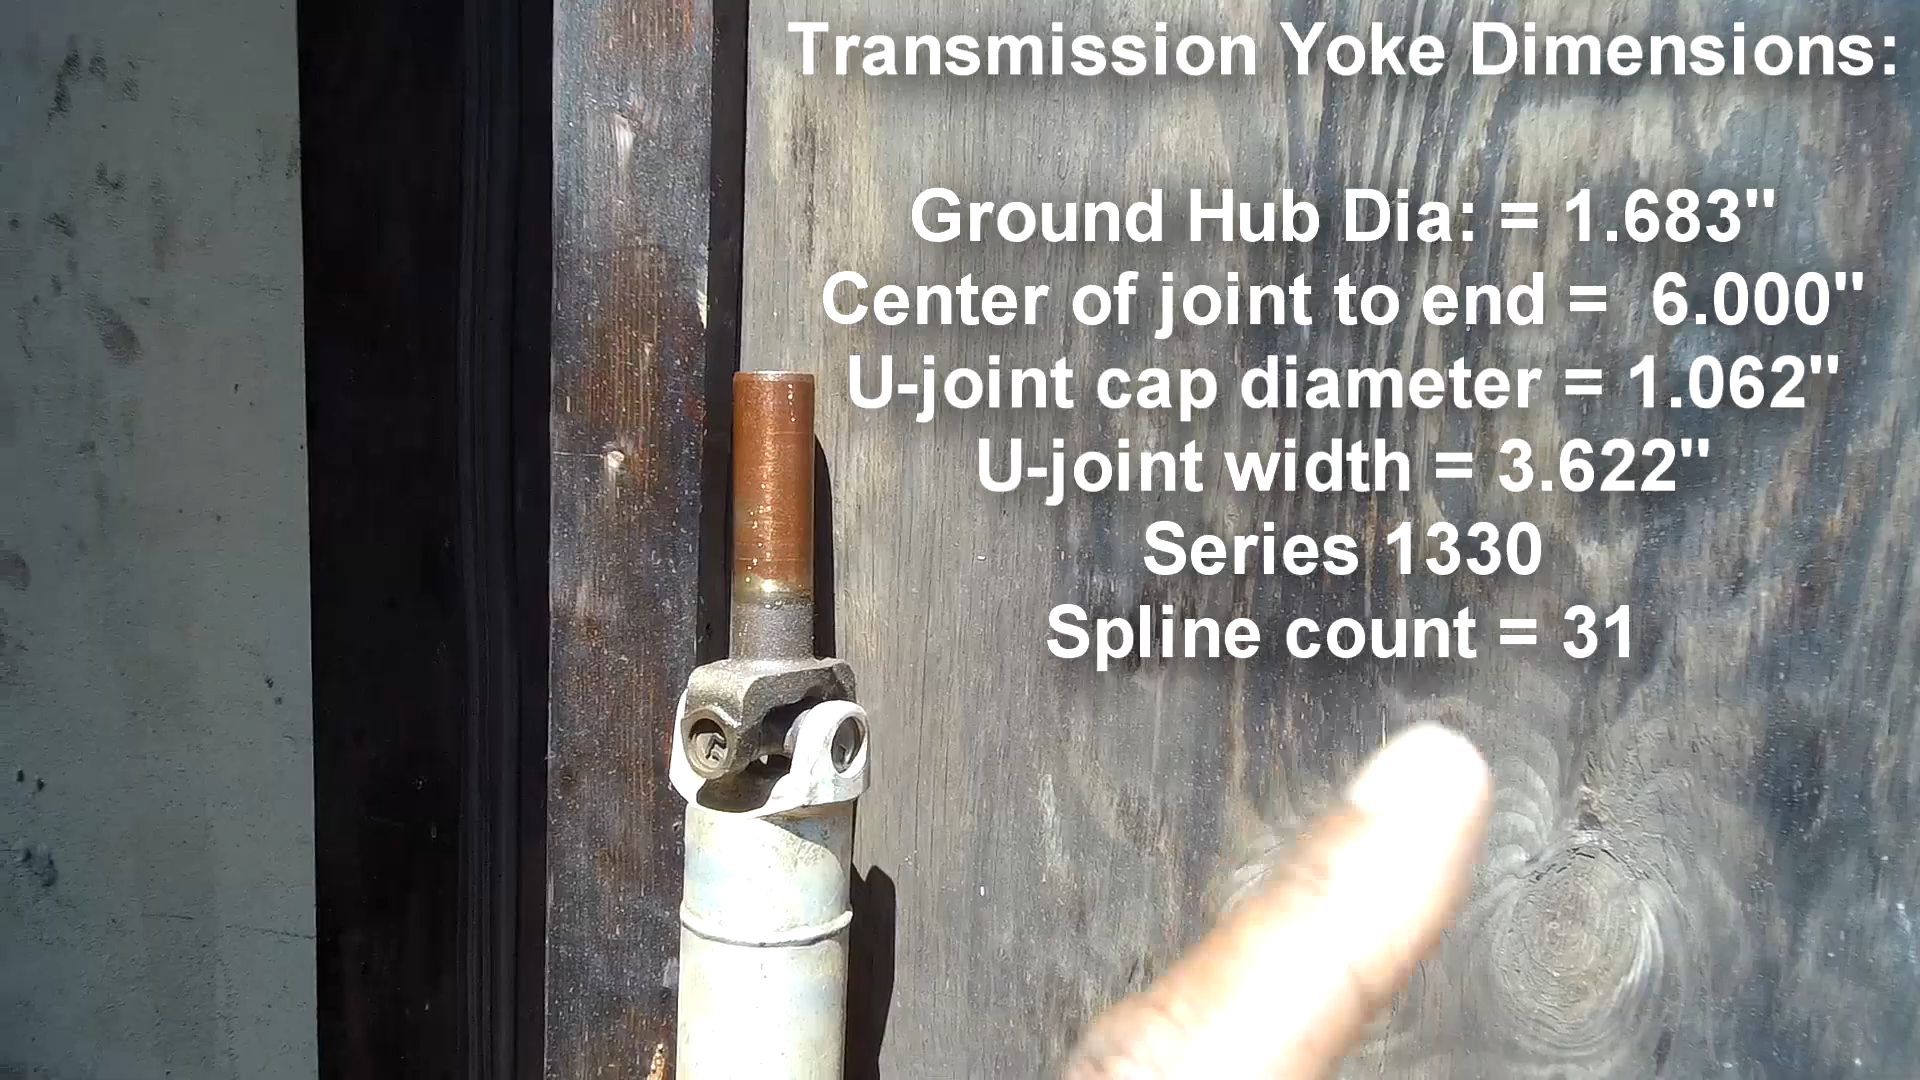 Transmission Yoke Dimensions:
Ground Hub Dia: = 1.683"
Center of joint to end = 6.000"
U-joint cap diameter = 1.062"
U-joint width = 3.622"
Series 1330
Spline count = 31